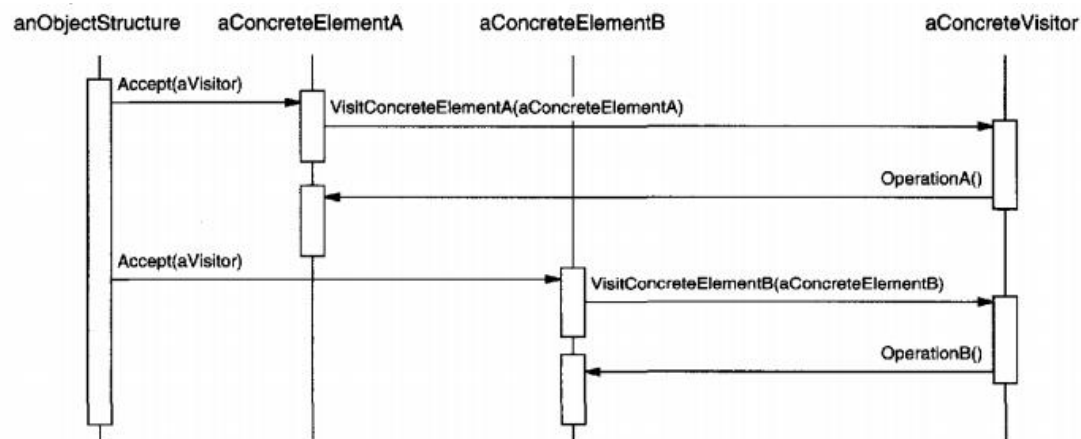 anObjectStructure aConcreteElementA aConcreteElementB aConcreteVisitor
Accept(aVisitor)
VisitConcreteElementA(aConcreteElementA)
OperationA()
Accept(aVisitor)
VisitConcreteElementB(aConcreteElementB)
OperationB()